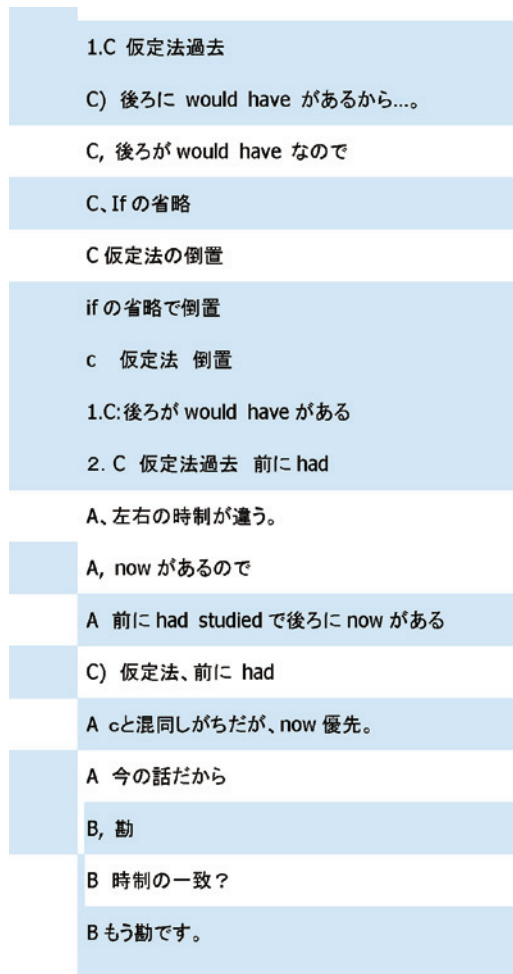 1.C 仮定法過去
C) 後ろに would have があるから…。
C, 後ろが would have なので
C、If の省略
C 仮定法の倒置
if の省略で倒置
c 仮定法 倒置
1.C:後ろが would have がある
２．C 仮定法過去 前に had
A、左右の時制が違う。
A, now があるので
A 前に had studied で後ろに now がある
C) 仮定法、前に had
A ｃと混同しがちだが、now 優先。
A 今の話だから
B, 勘
B 時制の一致？
B もう勘です。